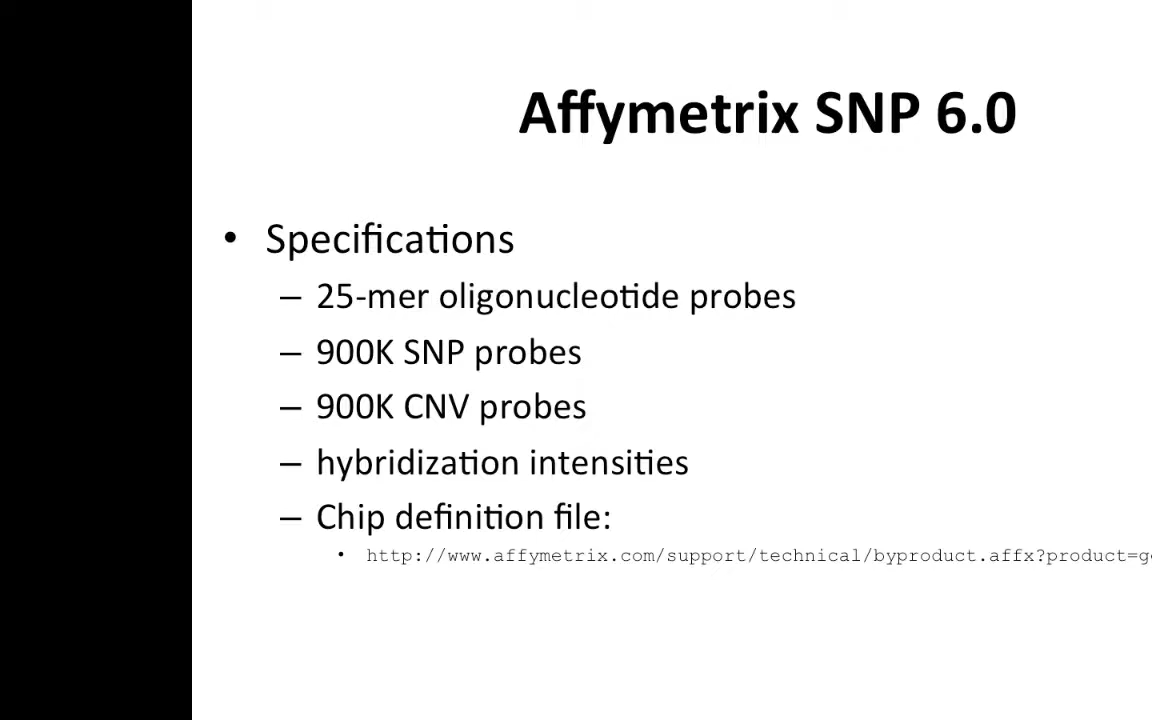 Affymetrix SNP 6.0
• Specifications
– 25-mer oligonucleotide probes
– 900K SNP probes
– 900K CNV probes
– hybridization intensities
– Chip definition file:
• http://www.affymetrix.com/support/technical/byproduct.affx?product=g